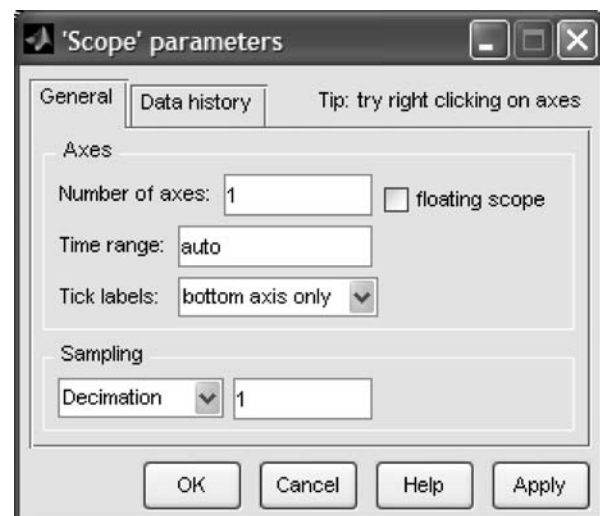 'Scope' parameters
General Data history Tip: try right clicking on axes
Axes
Number of axes: 1 floating scope
Time range: auto
Tick labels: bottom axis only
Sampling
Decimation 1
OK Cancel Help Apply